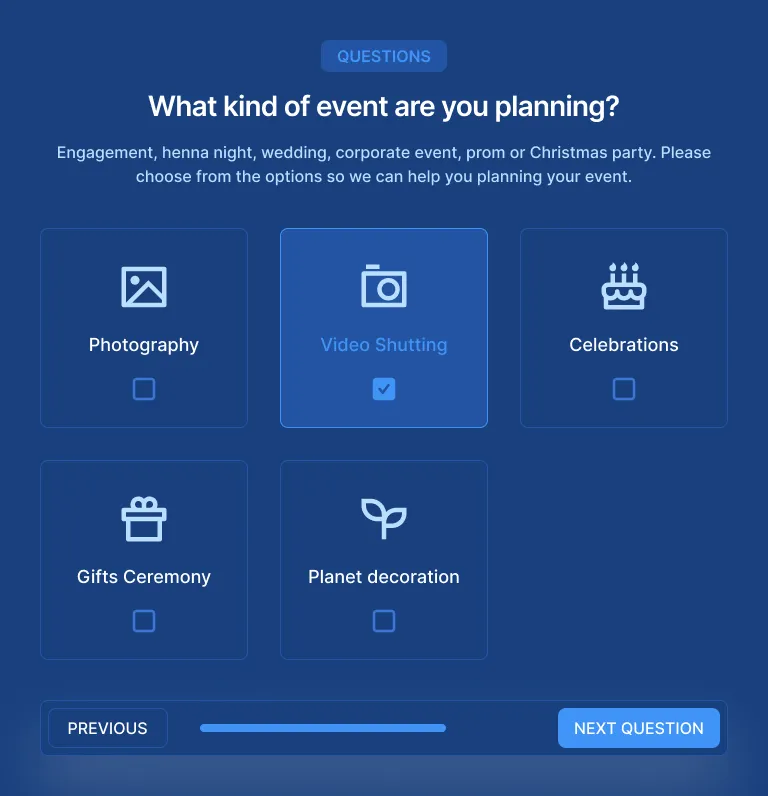 QUESTIONS
What kind of event are you planning?
Engagement, henna night, wedding, corporate event, prom or Christmas party. Please
choose from the options so we can help you planning your event.
Photography
Video Shutting
Celebrations
Gifts Ceremony
Planet decoration
PREVIOUS
NEXT QUESTION